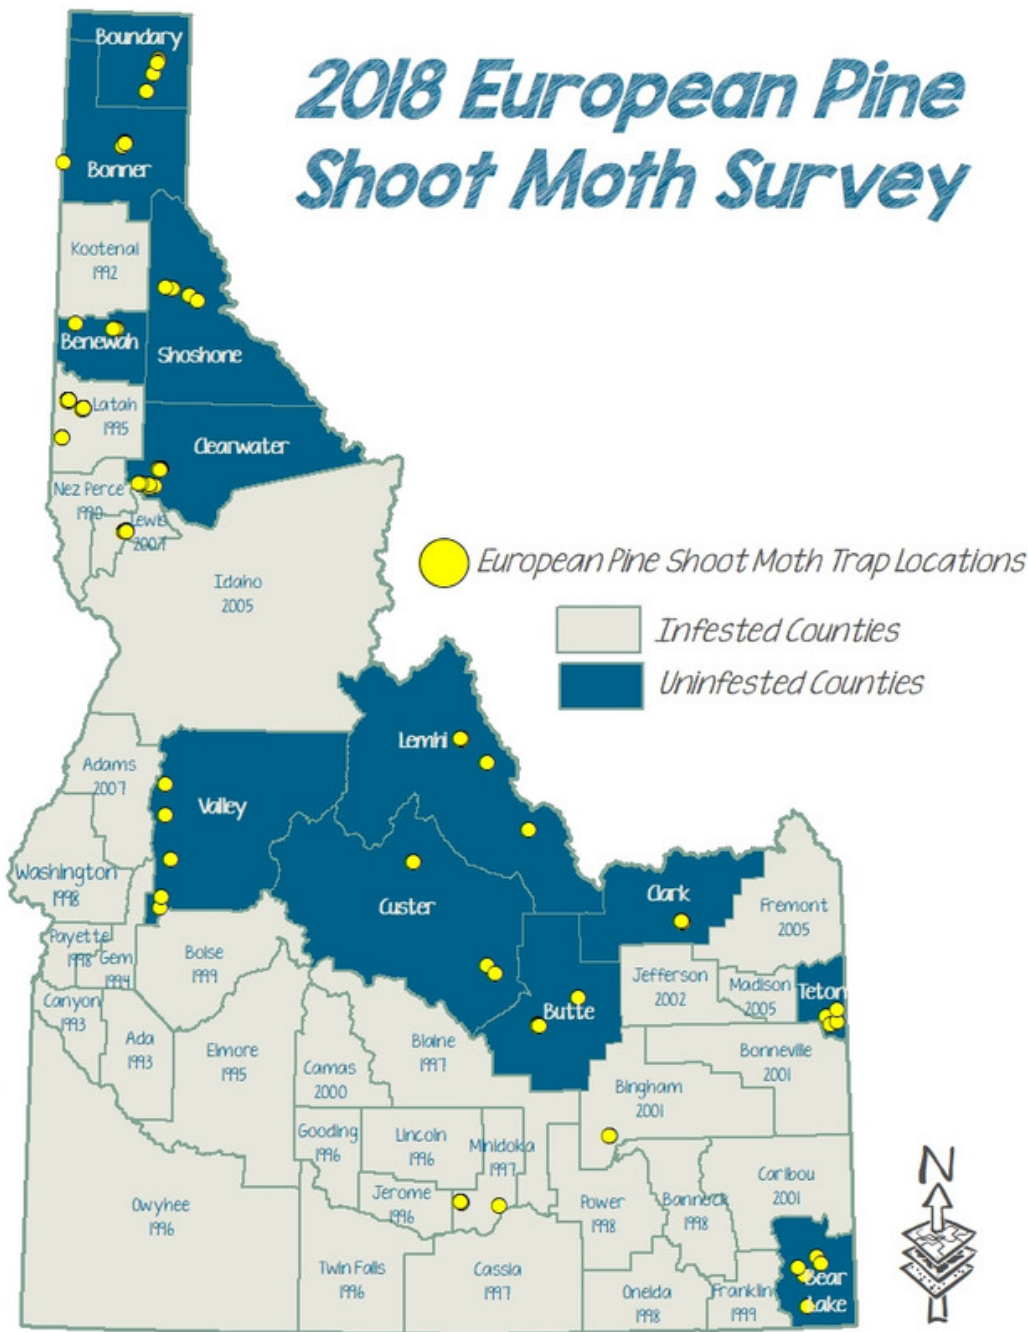 2018 European Pine
Shoot Moth Survey
Boundary
Bonner
Kootenai
1992
Benewah
Shoshone
Latah
1995
Clearwater
Nez Perce
1990
Lewis
2007
Idaho
2005
European Pine Shoot Moth Trap Locations
Infested Counties
Uninfested Counties
Lemhi
Adams
2007
Valley
Washington
1998
Custer
Clark
Fremont
2005
Payette
1998
Gem
1994
Boise
1999
Jefferson
2002
Madison
2005
Teton
Canyon
1993
Ada
1993
Elmore
1995
Camas
2000
Blaine
1997
Butte
Bonneville
2001
Bingham
2001
Gooding
1996
Lincoln
1996
Minidoka
1997
Jerome
1996
Owyhee
1996
Power
1998
Bannock
1998
Caribou
2001
Twin Falls
1996
Cassia
1997
Oneida
1998
Franklin
1999
Bear
Lake
N